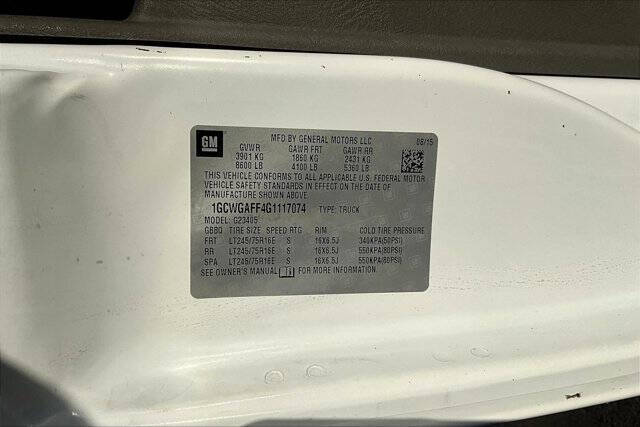 GM
MFD BY GENERAL MOTORS LLC 08/15
GVWR GAWR FRT GAWR RR
3901 KG 1860 KG 2431 KG
8600 LB 4100 LB 5360 LB
THIS VEHICLE CONFORMS TO ALL APPLICABLE U.S. FEDERAL MOTOR
VEHICLE SAFETY STANDARDS IN EFFECT ON THE DATE OF
MANUFACTURE SHOWN ABOVE.
1GCWGAFF4G1117074 TYPE: TRUCK
MODEL: G23405
GBBQ TIRE SIZE SPEED RTG RIM COLD TIRE PRESSURE
FRT LT245/75R16E S 16X6.5J 340KPA(50PSI)
RR LT245/75R16E S 16X6.5J 550KPA(80PSI)
SPA LT245/75R16E S 16X6.5J 550KPA(80PSI)
SEE OWNER'S MANUAL FOR MORE INFORMATION.